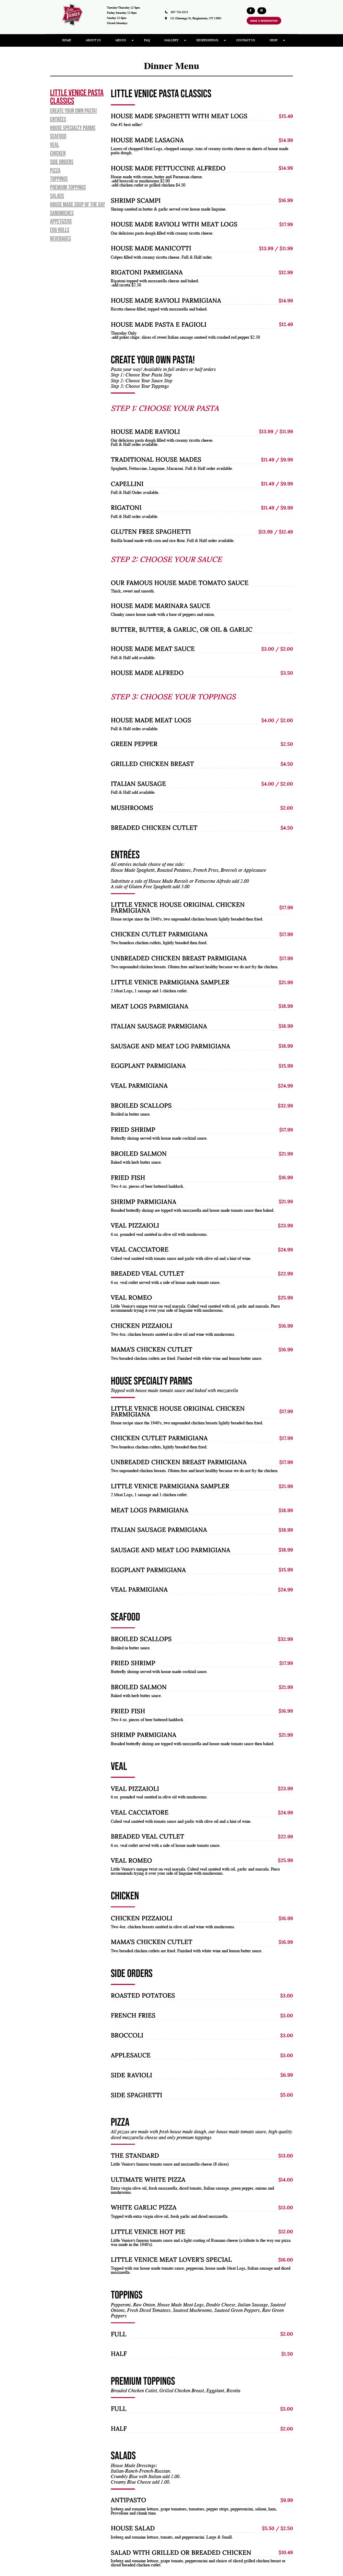 Tuesday-Thursday 12-8pm
Friday-Saturday 12-9pm
Sunday 12-8pm
Closed Mondays
607-724-2313
111 Chenango St, Binghamton, NY 13901
MAKE A RESERVATION
HOME
ABOUT US
MENUS
FAQ
GALLERY
RESERVATIONS
CONTACT US
SHOP
Dinner Menu
LITTLE VENICE PASTA CLASSICS
CREATE YOUR OWN PASTA!
ENTRÉES
HOUSE SPECIALTY PARMS
SEAFOOD
VEAL
CHICKEN
SIDE ORDERS
PIZZA
TOPPINGS
PREMIUM TOPPINGS
SALADS
HOUSE MADE SOUP OF THE DAY
SANDWICHES
APPETIZERS
EGG ROLLS
BEVERAGES
LITTLE VENICE PASTA CLASSICS
HOUSE MADE SPAGHETTI WITH MEAT LOGS $15.49
Our #1 best seller!
HOUSE MADE LASAGNA $14.99
Layers of chopped Meat Logs, chopped sausage, tons of creamy ricotta cheese on sheets of house made pasta dough.
HOUSE MADE FETTUCCINE ALFREDO $14.99
House made with cream, butter and Parmesan cheese
-add broccoli or mushrooms $2.00
-add chicken cutlet or grilled chicken $4.50
SHRIMP SCAMPI $16.99
Shrimp sautéed in butter & garlic served over house made linguine.
HOUSE MADE RAVIOLI WITH MEAT LOGS $17.99
Our delicious pasta dough filled with creamy ricotta cheese.
HOUSE MADE MANICOTTI $13.99 / $11.99
Crêpes filled with creamy ricotta cheese. Full & Half order.
RIGATONI PARMIGIANA $12.99
Rigatoni topped with mozzarella cheese and baked.
-add ricotta $2.50
HOUSE MADE RAVIOLI PARMIGIANA $14.99
Ricotta cheese filled, topped with mozzarella and baked.
HOUSE MADE PASTA E FAGIOLI $12.49
Thursday Only
-add poker chips: slices of sweet Italian sausage sautéed with crushed red pepper $2.50
CREATE YOUR OWN PASTA!
Pasta your way! Available in full orders or half orders
Step 1: Choose Your Pasta Step
Step 2: Choose Your Sauce Step
Step 3: Choose Your Toppings
STEP 1: CHOOSE YOUR PASTA
HOUSE MADE RAVIOLI $13.99 / $11.99
Our delicious pasta dough filled with creamy ricotta cheese.
Full & Half order available.
TRADITIONAL HOUSE MADES $11.49 / $9.99
Spaghetti, Fettuccine, Linguine, Macaroni. Full & Half order available.
CAPELLINI $11.49 / $9.99
Full & Half Order available.
RIGATONI $11.49 / $9.99
Full & Half order available.
GLUTEN FREE SPAGHETTI $13.99 / $12.49
Barilla brand made with corn and rice flour. Full & Half order available.
STEP 2: CHOOSE YOUR SAUCE
OUR FAMOUS HOUSE MADE TOMATO SAUCE
Thick, sweet and smooth.
HOUSE MADE MARINARA SAUCE
Chunky sauce house made with a tone of peppers and onion.
BUTTER, BUTTER, & GARLIC, OR OIL & GARLIC
HOUSE MADE MEAT SAUCE $3.00 / $2.00
Full & Half add available.
HOUSE MADE ALFREDO $3.50
STEP 3: CHOOSE YOUR TOPPINGS
HOUSE MADE MEAT LOGS $4.00 / $2.00
Full & Half order available.
GREEN PEPPER $2.50
GRILLED CHICKEN BREAST $4.50
ITALIAN SAUSAGE $4.00 / $2.00
Full & Half add available.
MUSHROOMS $2.00
BREADED CHICKEN CUTLET $4.50
ENTRÉES
All entrées include choice of one side:
House Made Spaghetti, Roasted Potatoes, French Fries, Broccoli or Applesauce
Substitute a side of House Made Ravioli or Fettuccine Alfredo add 2.00
A side of Gluten Free Spaghetti add 3.00
LITTLE VENICE HOUSE ORIGINAL CHICKEN PARMIGIANA $17.99
House recipe since the 1940's, two unpounded chicken breasts lightly breaded then fried.
CHICKEN CUTLET PARMIGIANA $17.99
Two boneless chicken cutlets, lightly breaded then fried.
UNBREADED CHICKEN BREAST PARMIGIANA $17.99
Two unpounded chicken breasts. Gluten free and heart healthy because we do not fry the chicken.
LITTLE VENICE PARMIGIANA SAMPLER $21.99
2 Meat Logs, 1 sausage and 1 chicken cutlet.
MEAT LOGS PARMIGIANA $18.99
ITALIAN SAUSAGE PARMIGIANA $18.99
SAUSAGE AND MEAT LOG PARMIGIANA $18.99
EGGPLANT PARMIGIANA $15.99
VEAL PARMIGIANA $24.99
BROILED SCALLOPS $32.99
Broiled in butter sauce.
FRIED SHRIMP $17.99
Butterfly shrimp served with house made cocktail sauce.
BROILED SALMON $21.99
Baked with herb butter sauce.
FRIED FISH $16.99
Two 4 oz. pieces of beer battered haddock.
SHRIMP PARMIGIANA $21.99
Breaded butterfly shrimp are topped with mozzarella and house made tomato sauce then baked.
VEAL PIZZAIOLI $23.99
6 oz. pounded veal sautéed in olive oil with mushrooms.
VEAL CACCIATORE $24.99
Cubed veal sautéed with tomato sauce and garlic with olive oil and a hint of wine.
BREADED VEAL CUTLET $22.99
6 oz. veal cutlet served with a side of house made tomato sauce.
VEAL ROMEO $25.99
Little Venice's unique twist on veal marsala. Cubed veal sautéed with oil, garlic and marsala. Piero recommends trying it over your side of linguine with mushrooms.
CHICKEN PIZZAIOLI $16.99
Two 4oz. chicken breasts sautéed in olive oil and wine with mushrooms.
MAMA'S CHICKEN CUTLET $16.99
Two breaded chicken cutlets are fried. Finished with white wine and lemon butter sauce.
HOUSE SPECIALTY PARMS
Topped with house made tomato sauce and baked with mozzarella
LITTLE VENICE HOUSE ORIGINAL CHICKEN PARMIGIANA $17.99
House recipe since the 1940's, two unpounded chicken breasts lightly breaded then fried.
CHICKEN CUTLET PARMIGIANA $17.99
Two boneless chicken cutlets, lightly breaded then fried.
UNBREADED CHICKEN BREAST PARMIGIANA $17.99
Two unpounded chicken breasts. Gluten free and heart healthy because we do not fry the chicken.
LITTLE VENICE PARMIGIANA SAMPLER $21.99
2 Meat Logs, 1 sausage and 1 chicken cutlet.
MEAT LOGS PARMIGIANA $18.99
ITALIAN SAUSAGE PARMIGIANA $18.99
SAUSAGE AND MEAT LOG PARMIGIANA $18.99
EGGPLANT PARMIGIANA $15.99
VEAL PARMIGIANA $24.99
SEAFOOD
BROILED SCALLOPS $32.99
Broiled in butter sauce.
FRIED SHRIMP $17.99
Butterfly shrimp served with house made cocktail sauce.
BROILED SALMON $21.99
Baked with herb butter sauce.
FRIED FISH $16.99
Two 4 oz. pieces of beer battered haddock.
SHRIMP PARMIGIANA $21.99
Breaded butterfly shrimp are topped with mozzarella and house made tomato sauce then baked.
VEAL
VEAL PIZZAIOLI $23.99
6 oz. pounded veal sautéed in olive oil with mushrooms.
VEAL CACCIATORE $24.99
Cubed veal sautéed with tomato sauce and garlic with olive oil and a hint of wine.
BREADED VEAL CUTLET $22.99
6 oz. veal cutlet served with a side of house made tomato sauce.
VEAL ROMEO $25.99
Little Venice's unique twist on veal marsala. Cubed veal sautéed with oil, garlic and marsala. Piero recommends trying it over your side of linguine with mushrooms.
CHICKEN
CHICKEN PIZZAIOLI $16.99
Two 4oz. chicken breasts sautéed in olive oil and wine with mushrooms.
MAMA'S CHICKEN CUTLET $16.99
Two breaded chicken cutlets are fried. Finished with white wine and lemon butter sauce.
SIDE ORDERS
ROASTED POTATOES $3.00
FRENCH FRIES $3.00
BROCCOLI $3.00
APPLESAUCE $3.00
SIDE RAVIOLI $6.99
SIDE SPAGHETTI $5.00
PIZZA
All pizzas are made with fresh house made dough, our house made tomato sauce, high quality diced mozzarella cheese and only premium toppings
THE STANDARD $13.00
Little Venice's famous tomato sauce and mozzarella cheese (8 slices)
ULTIMATE WHITE PIZZA $14.00
Extra virgin olive oil, fresh mozzarella, diced tomato, Italian sausage, green pepper, onions and mushrooms.
WHITE GARLIC PIZZA $13.00
Topped with extra virgin olive oil, fresh garlic and diced mozzarella.
LITTLE VENICE HOT PIE $12.00
Little Venice's famous tomato sauce and a light coating of Romano cheese (a tribute to the way our pizza was made in the 1940's).
LITTLE VENICE MEAT LOVER'S SPECIAL $16.00
Topped with our house made tomato sauce, pepperoni, house made Meat Logs, Italian sausage and diced mozzarella.
TOPPINGS
Pepperoni, Raw Onion, House Made Meat Logs, Double Cheese, Italian Sausage, Sautéed Onions, Fresh Diced Tomatoes, Sautéed Mushrooms, Sautéed Green Peppers, Raw Green Peppers
FULL $2.00
HALF $1.50
PREMIUM TOPPINGS
Breaded Chicken Cutlet, Grilled Chicken Breast, Eggplant, Ricotta
FULL $3.00
HALF $2.00
SALADS
House Made Dressings:
Italian-Ranch-French-Russian.
Crumbly Blue with Italian add 1.00.
Creamy Blue Cheese add 1.00.
ANTIPASTO $9.99
Iceberg and romaine lettuce, grape tomatoes, tomatoes, pepper strips, pepperoncini, salami, ham, Provolone and chunk tuna.
HOUSE SALAD $5.50 / $2.50
Iceberg and romaine lettuce, tomato, and pepperoncini. Large & Small.
SALAD WITH GRILLED OR BREADED CHICKEN $10.49
Iceberg and romaine lettuce, grape tomato, pepperoncini and choice of sliced grilled chicken breast or sliced breaded chicken cutlet.